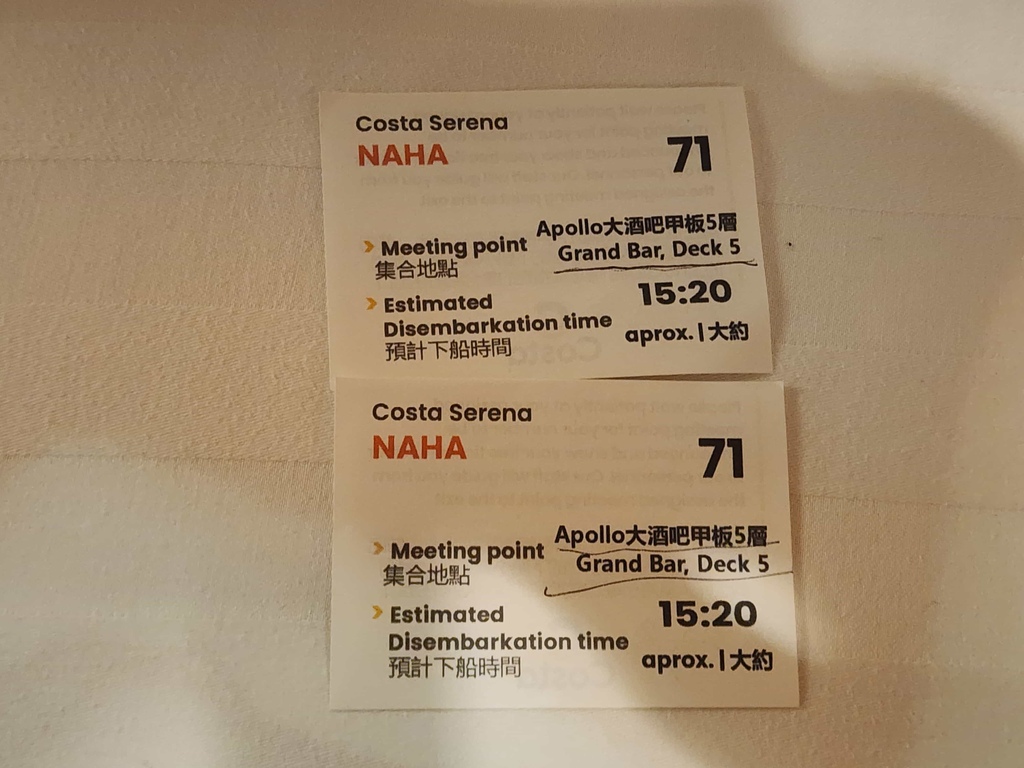 Costa Serena
NAHA
71
Apollo大酒吧甲板5層
› Meeting point
Grand Bar, Deck 5
集合地點
› Estimated
15:20
Disembarkation time
aprox. | 大約
預計下船時間
Costa Serena
NAHA
71
Apollo大酒吧甲板5層
› Meeting point
Grand Bar, Deck 5
集合地點
› Estimated
15:20
Disembarkation time
aprox. | 大約
預計下船時間